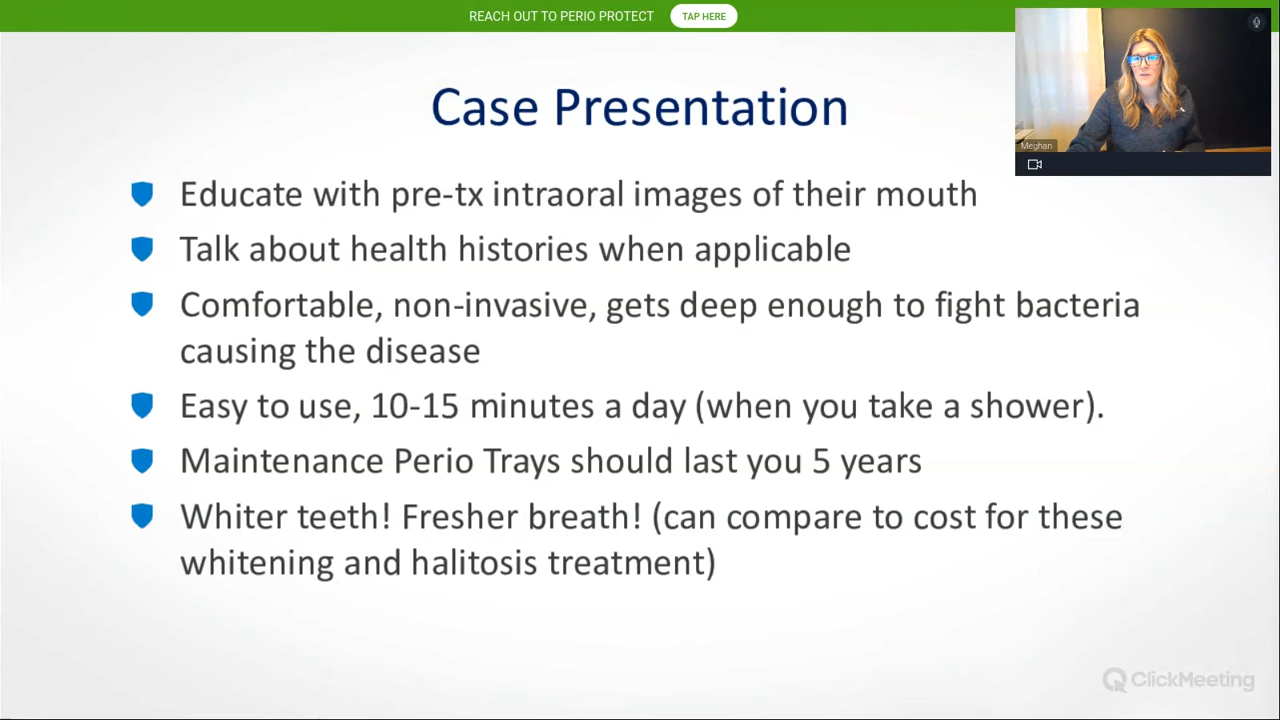 REACH OUT TO PERIO PROTECT TAP HERE
Meghan
Case Presentation
Educate with pre-tx intraoral images of their mouth
Talk about health histories when applicable
Comfortable, non-invasive, gets deep enough to fight bacteria
causing the disease
Easy to use, 10-15 minutes a day (when you take a shower).
Maintenance Perio Trays should last you 5 years
Whiter teeth! Fresher breath! (can compare to cost for these
whitening and halitosis treatment)
ClickMeeting